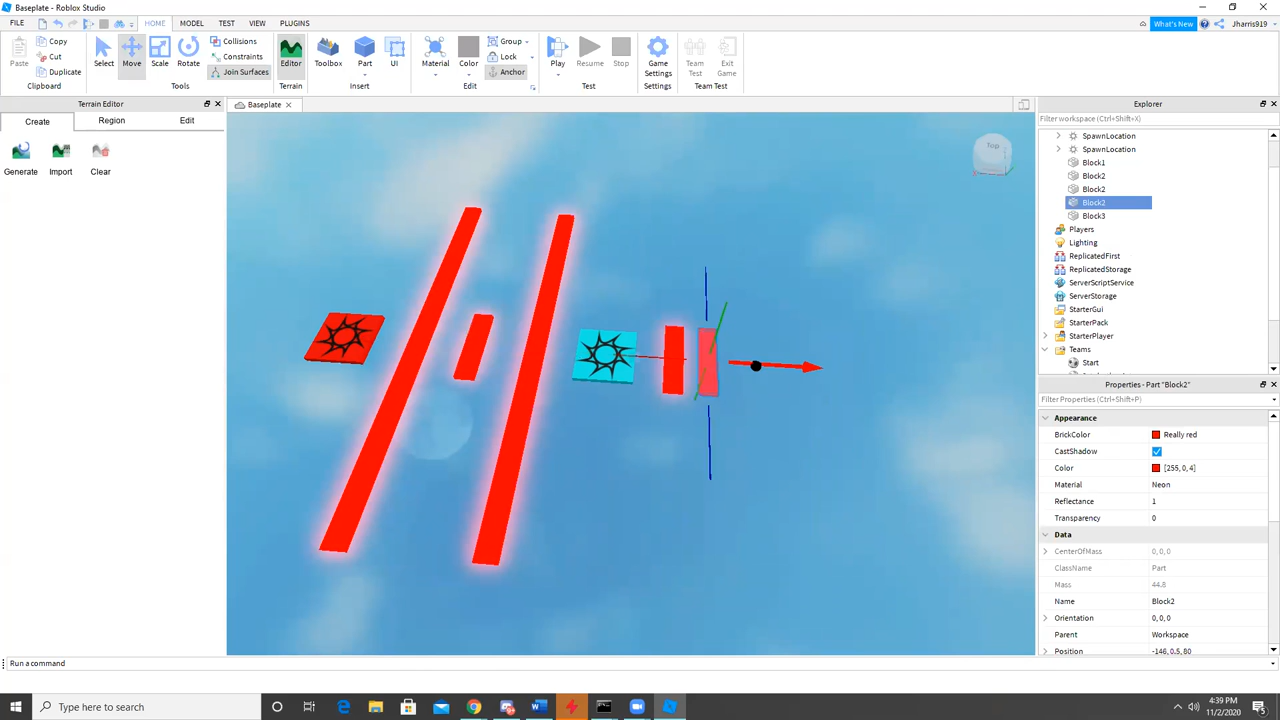 Baseplate - Roblox Studio
FILE HOME MODEL TEST VIEW PLUGINS What's New Jharris919
Paste Copy Cut Duplicate Clipboard
Select Move Scale Rotate Collisions Constraints Join Surfaces Tools
Editor Terrain
Toolbox Part UI Insert
Material Color Group Lock Anchor Edit
Play Resume Stop Test
Game Settings Settings
Team Test Exit Game Team Test
Terrain Editor
Create Region Edit
Generate Import Clear
Baseplate
Top
Explorer
Filter workspace (Ctrl+Shift+X)
SpawnLocation
SpawnLocation
Block1
Block2
Block2
Block2
Block3
Players
Lighting
ReplicatedFirst
ReplicatedStorage
ServerScriptService
ServerStorage
StarterGui
StarterPack
StarterPlayer
Teams
Start
Properties - Part "Block2"
Filter Properties (Ctrl+Shift+P)
Appearance
BrickColor Really red
CastShadow
Color [255, 0, 4]
Material Neon
Reflectance 1
Transparency 0
Data
CenterOfMass 0, 0, 0
ClassName Part
Mass 44.8
Name Block2
Orientation 0, 0, 0
Parent Workspace
Position -146, 0.5, 80
Run a command
Type here to search
4:39 PM
11/2/2020